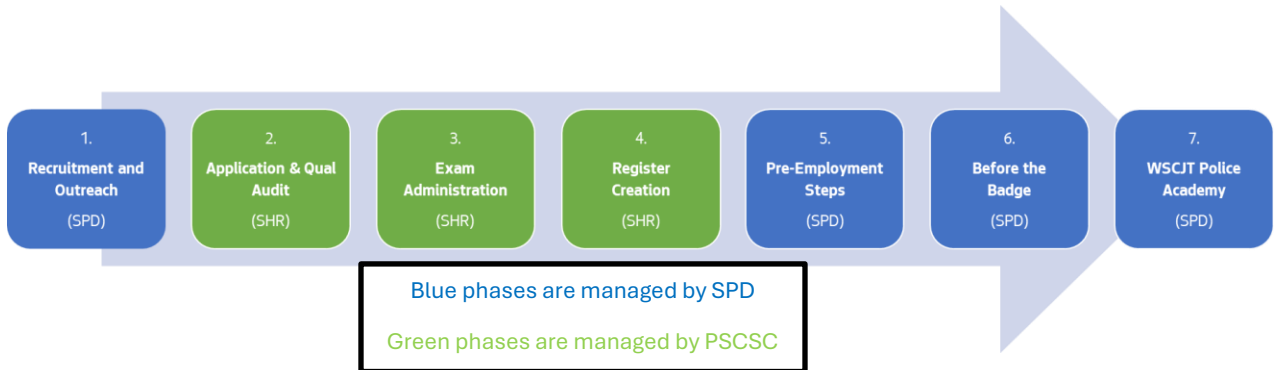 1.
Recruitment and
Outreach
(SPD)
2.
Application & Qual
Audit
(SHR)
3.
Exam
Administration
(SHR)
4.
Register
Creation
(SHR)
5.
Pre-Employment
Steps
(SPD)
6.
Before the
Badge
(SPD)
7.
WSCJT Police
Academy
(SPD)
Blue phases are managed by SPD
Green phases are managed by PSCSC